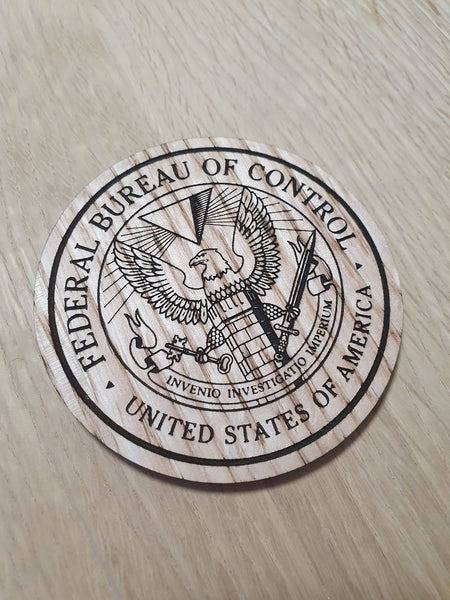 FEDERAL BUREAU OF CONTROL
INVENIO INVESTIGATIO IMPERIUM
UNITED STATES OF AMERICA